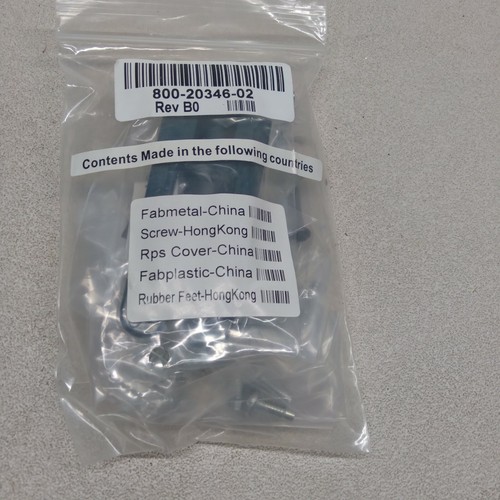 800-20346-02
Rev B0
Contents Made in the following countries
Fabmetal-China
Screw-HongKong
Rps Cover-China
Fabplastic-China
Rubber Feet-HongKong